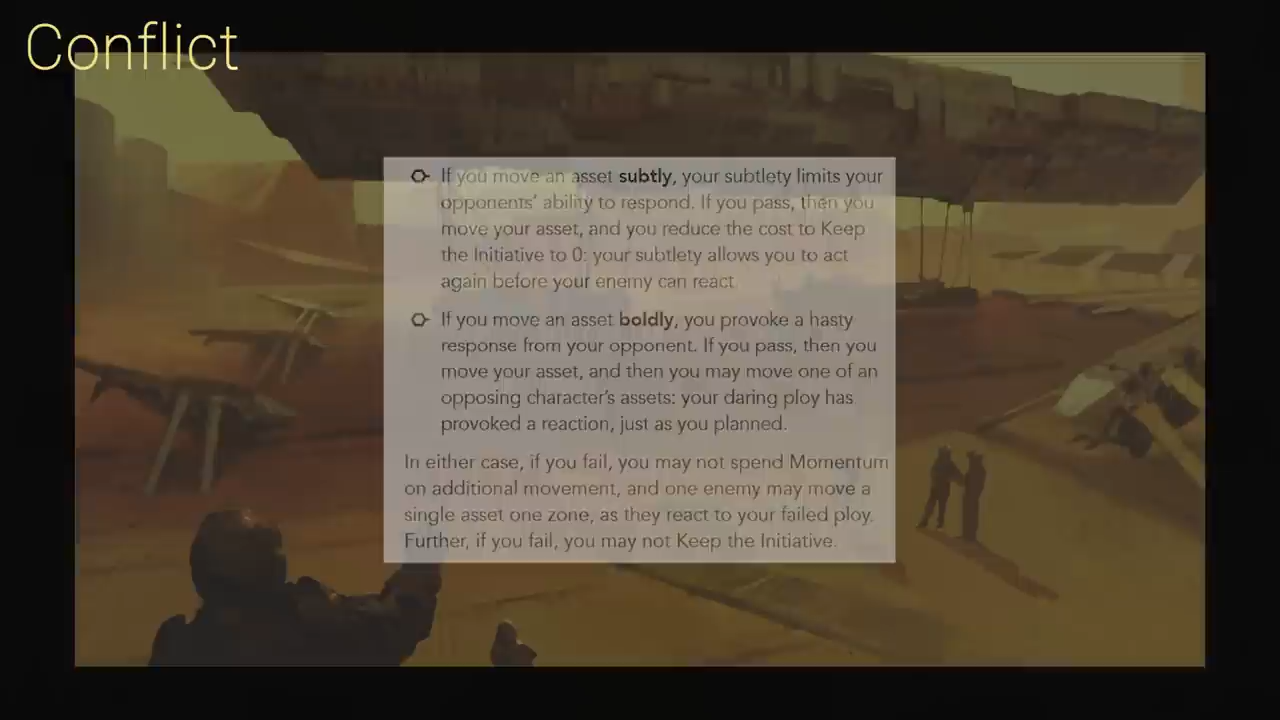 Conflict
If you move an asset subtly, your subtlety limits your
opponents' ability to respond. If you pass, then you
move your asset, and you reduce the cost to Keep
the Initiative to 0: your subtlety allows you to act
again before your enemy can react.
If you move an asset boldly, you provoke a hasty
response from your opponent. If you pass, then you
move your asset, and then you may move one of an
opposing character's assets: your daring ploy has
provoked a reaction, just as you planned.
In either case, if you fail, you may not spend Momentum
on additional movement, and one enemy may move a
single asset one zone, as they react to your failed ploy.
Further, if you fail, you may not Keep the Initiative.